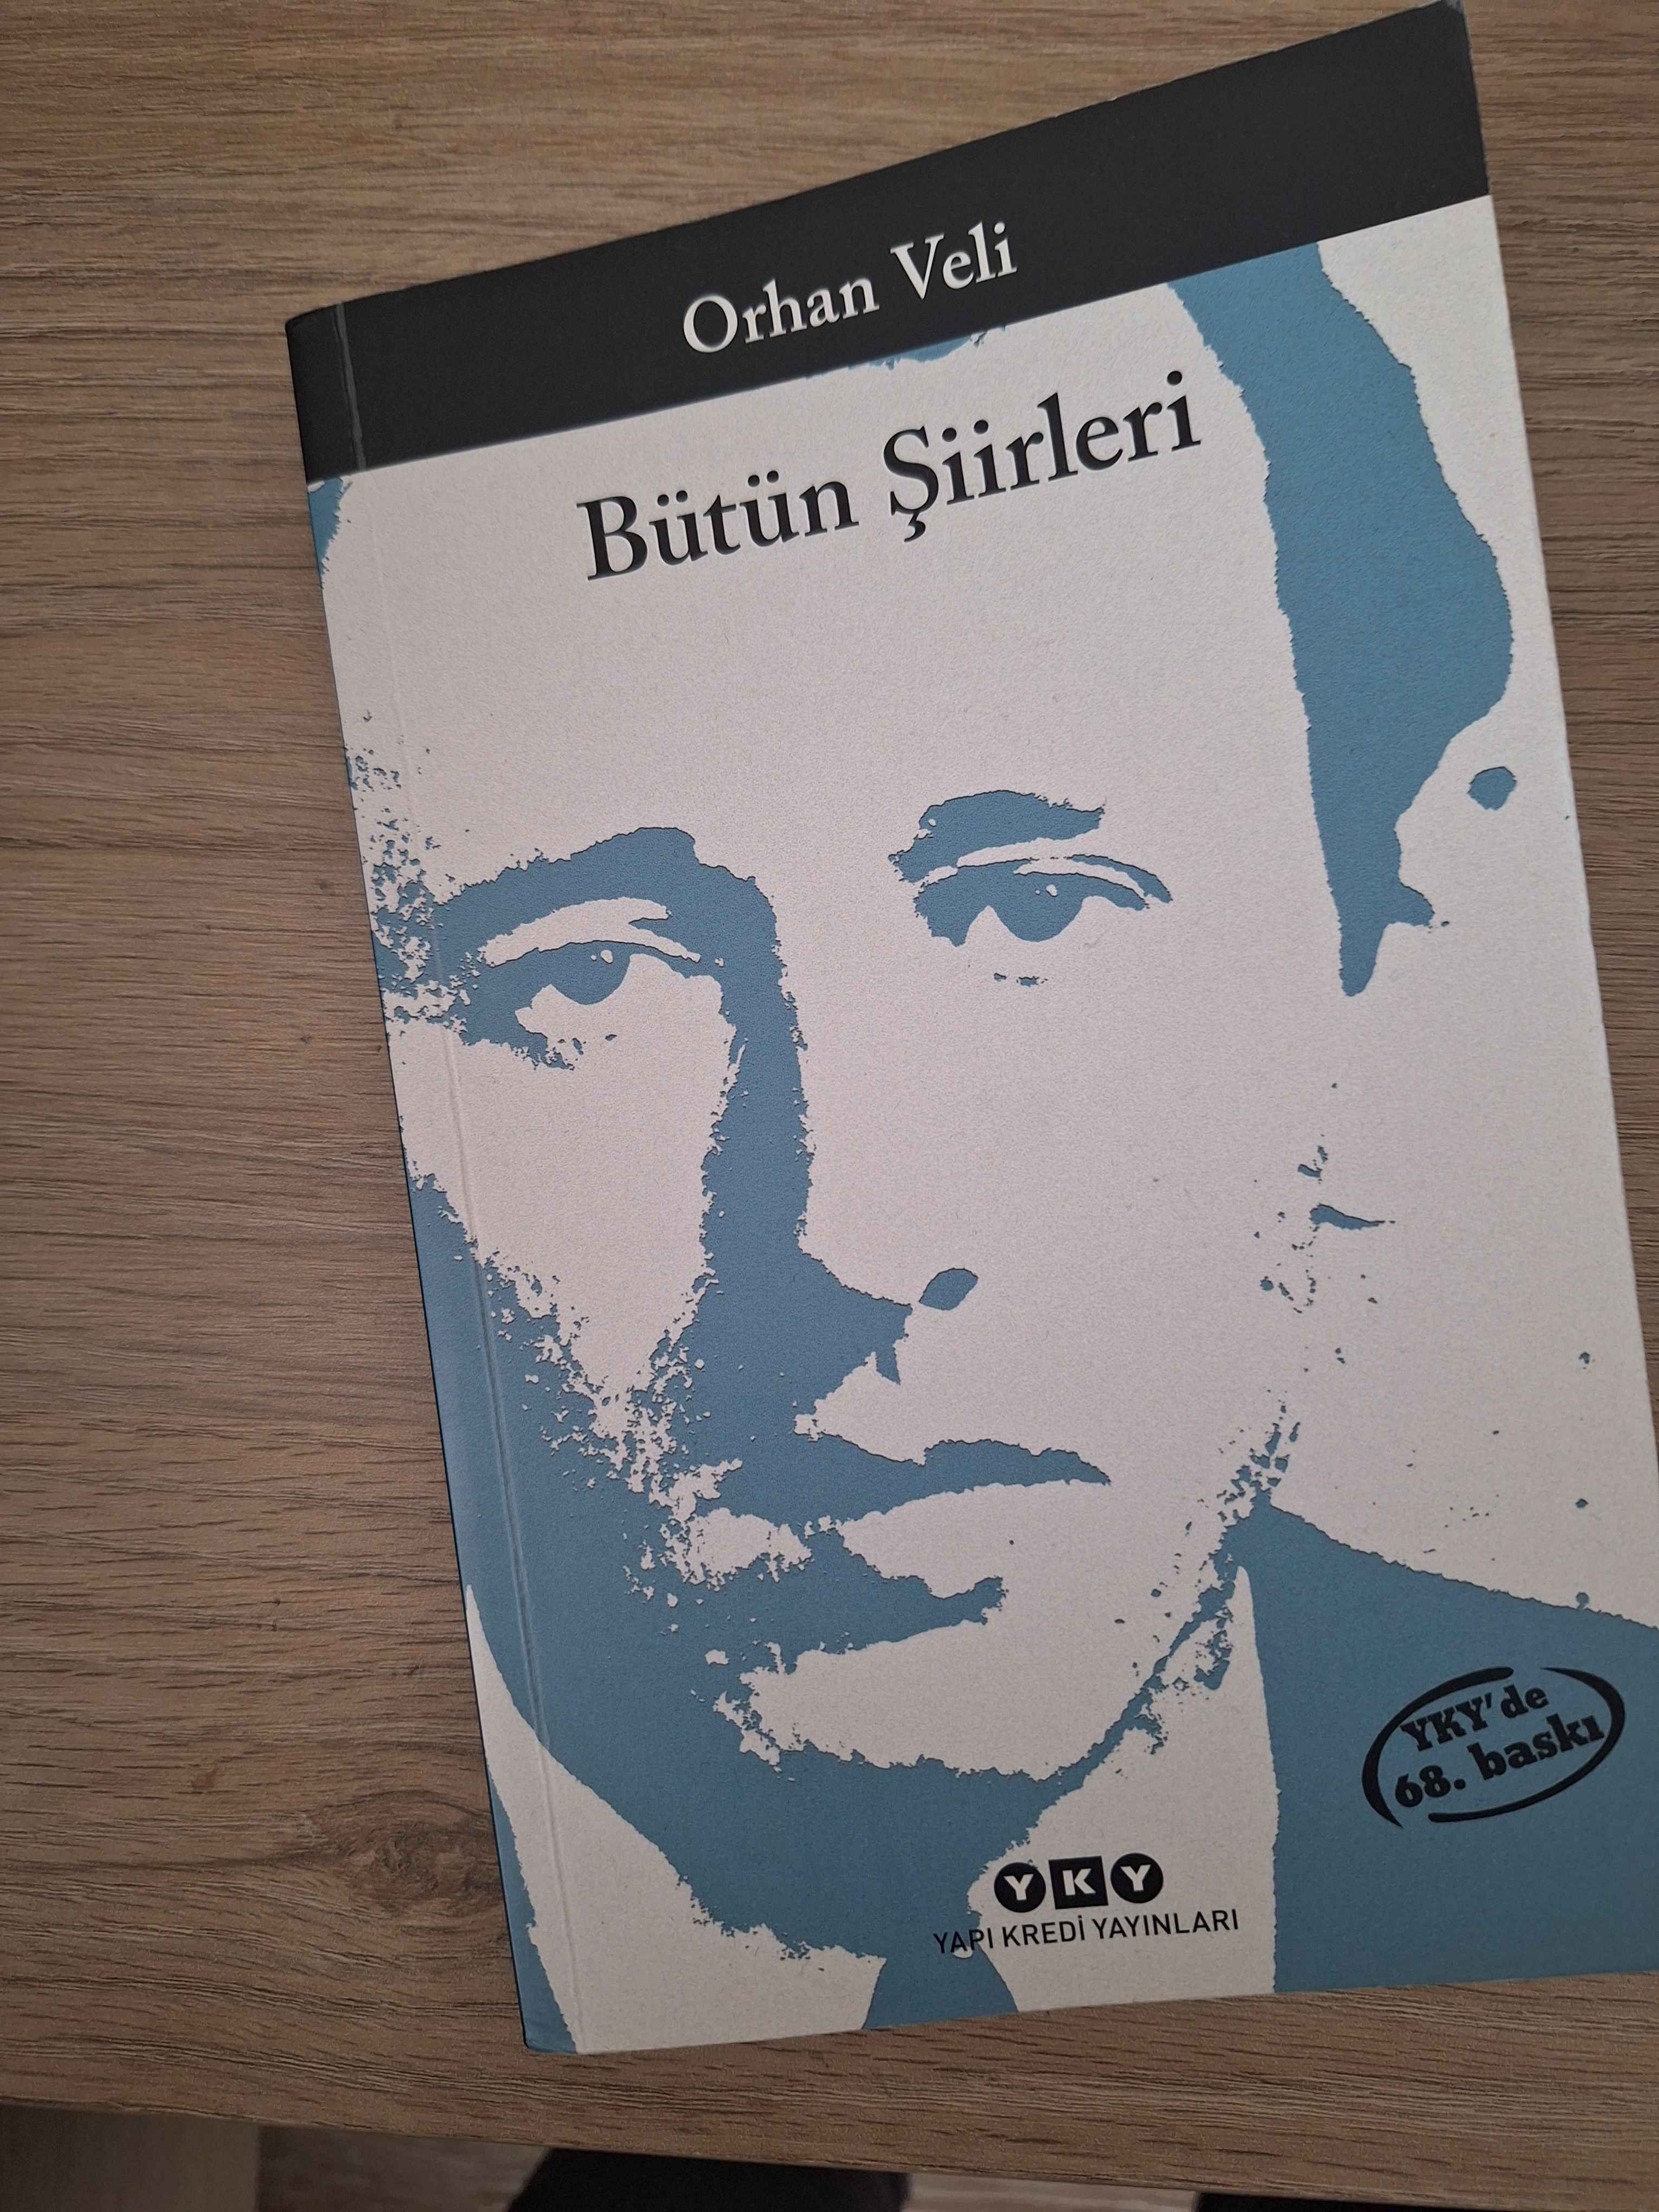 Orhan Veli
Bütün Şiirleri
YKY'de
68. baskı
YKY
YAPI KREDİ YAYINLARI